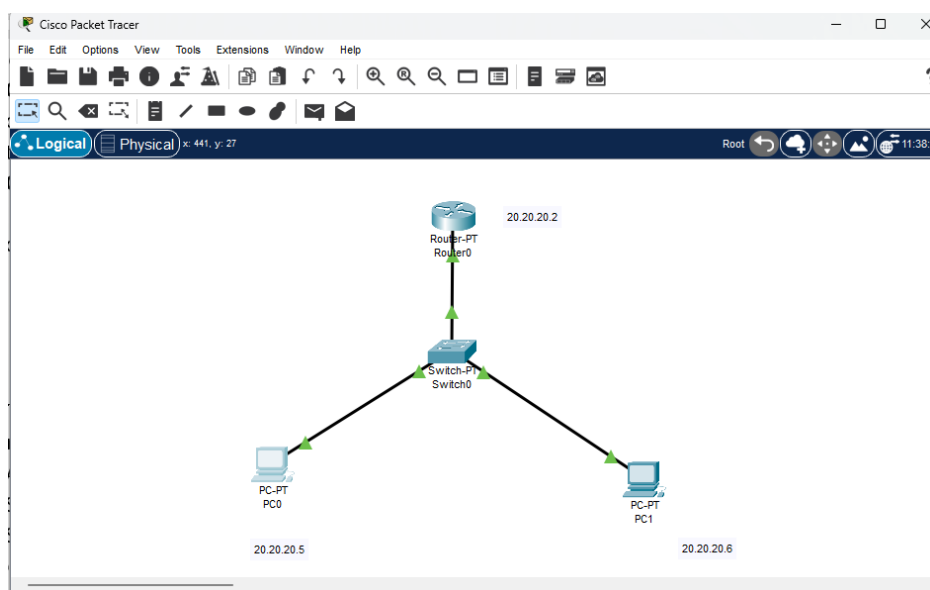 Cisco Packet Tracer
File Edit Options View Tools Extensions Window Help
Logical Physical x: 441, y: 27 Root 11:38:
20.20.20.2
Router-PT
Router0
Switch-PT
Switch0
PC-PT
PC0
PC-PT
PC1
20.20.20.5
20.20.20.6